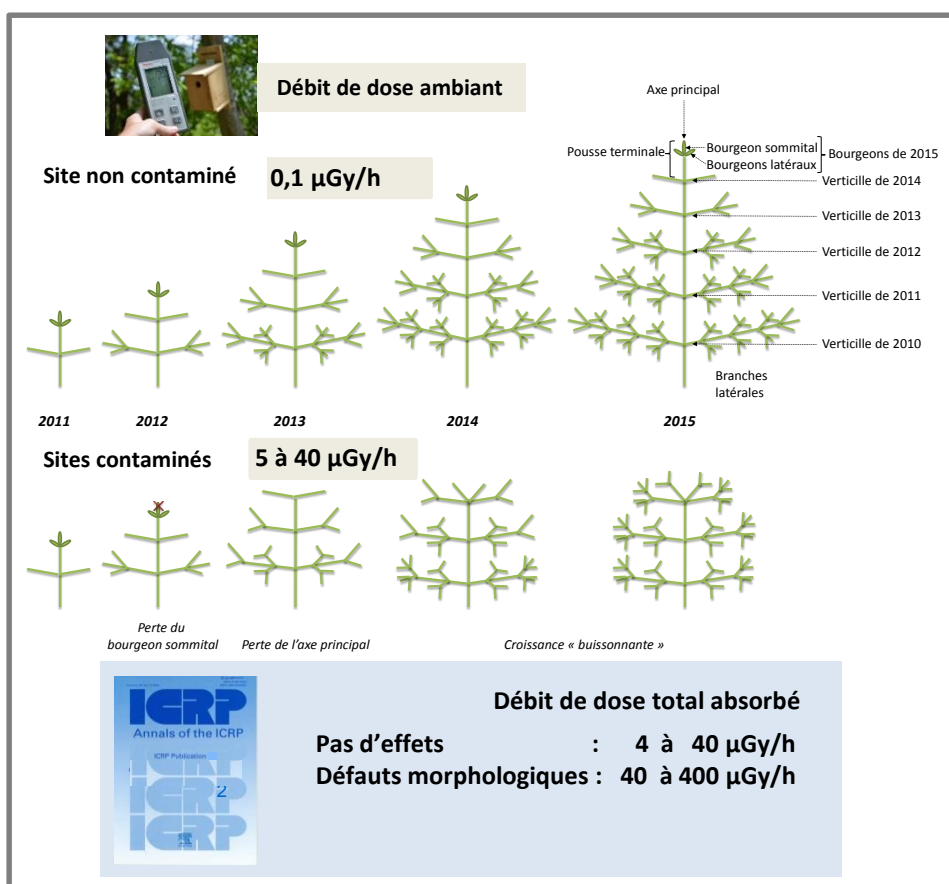 Débit de dose ambiant
Axe principal
Pousse terminale
Bourgeon sommital
Bourgeons latéraux
Bourgeons de 2015
Site non contaminé 0,1 µGy/h
Verticille de 2014
Verticille de 2013
Verticille de 2012
Verticille de 2011
Verticille de 2010
Branches
latérales
2011 2012 2013 2014 2015
Sites contaminés 5 à 40 µGy/h
Perte du
bourgeon sommital
Perte de l’axe principal
Croissance « buissonnante »
ICRP
Annals of the ICRP
ICRP Publication
2
ICRP
ICRP
ICRP
Débit de dose total absorbé
Pas d’effets : 4 à 40 µGy/h
Défauts morphologiques : 40 à 400 µGy/h